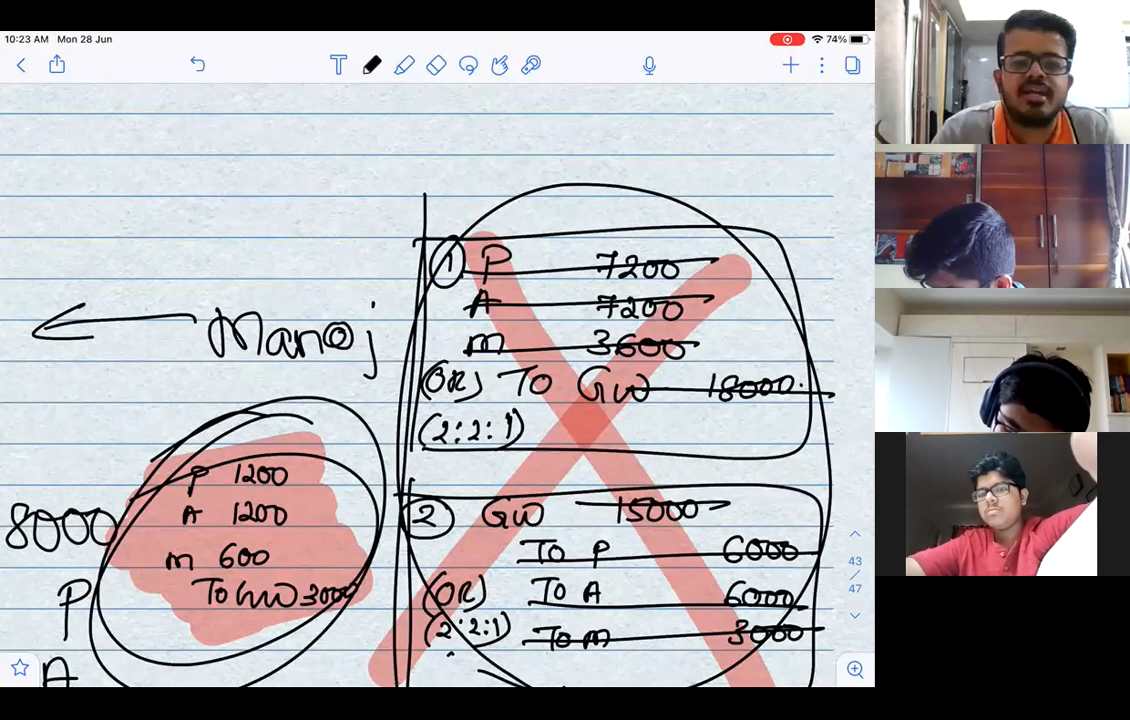 10:23 AM Mon 28 Jun
74%
① P 7200
A 7200
m 3600
(OR) To GW 18000
(2:2:1)
Manoj
② GW 15000
To P 6000
(OR) To A 6000
(2:2:1) To m 3000
P 1200
A 1200
m 600
To GW 3000
8000
P
A
43
/
47